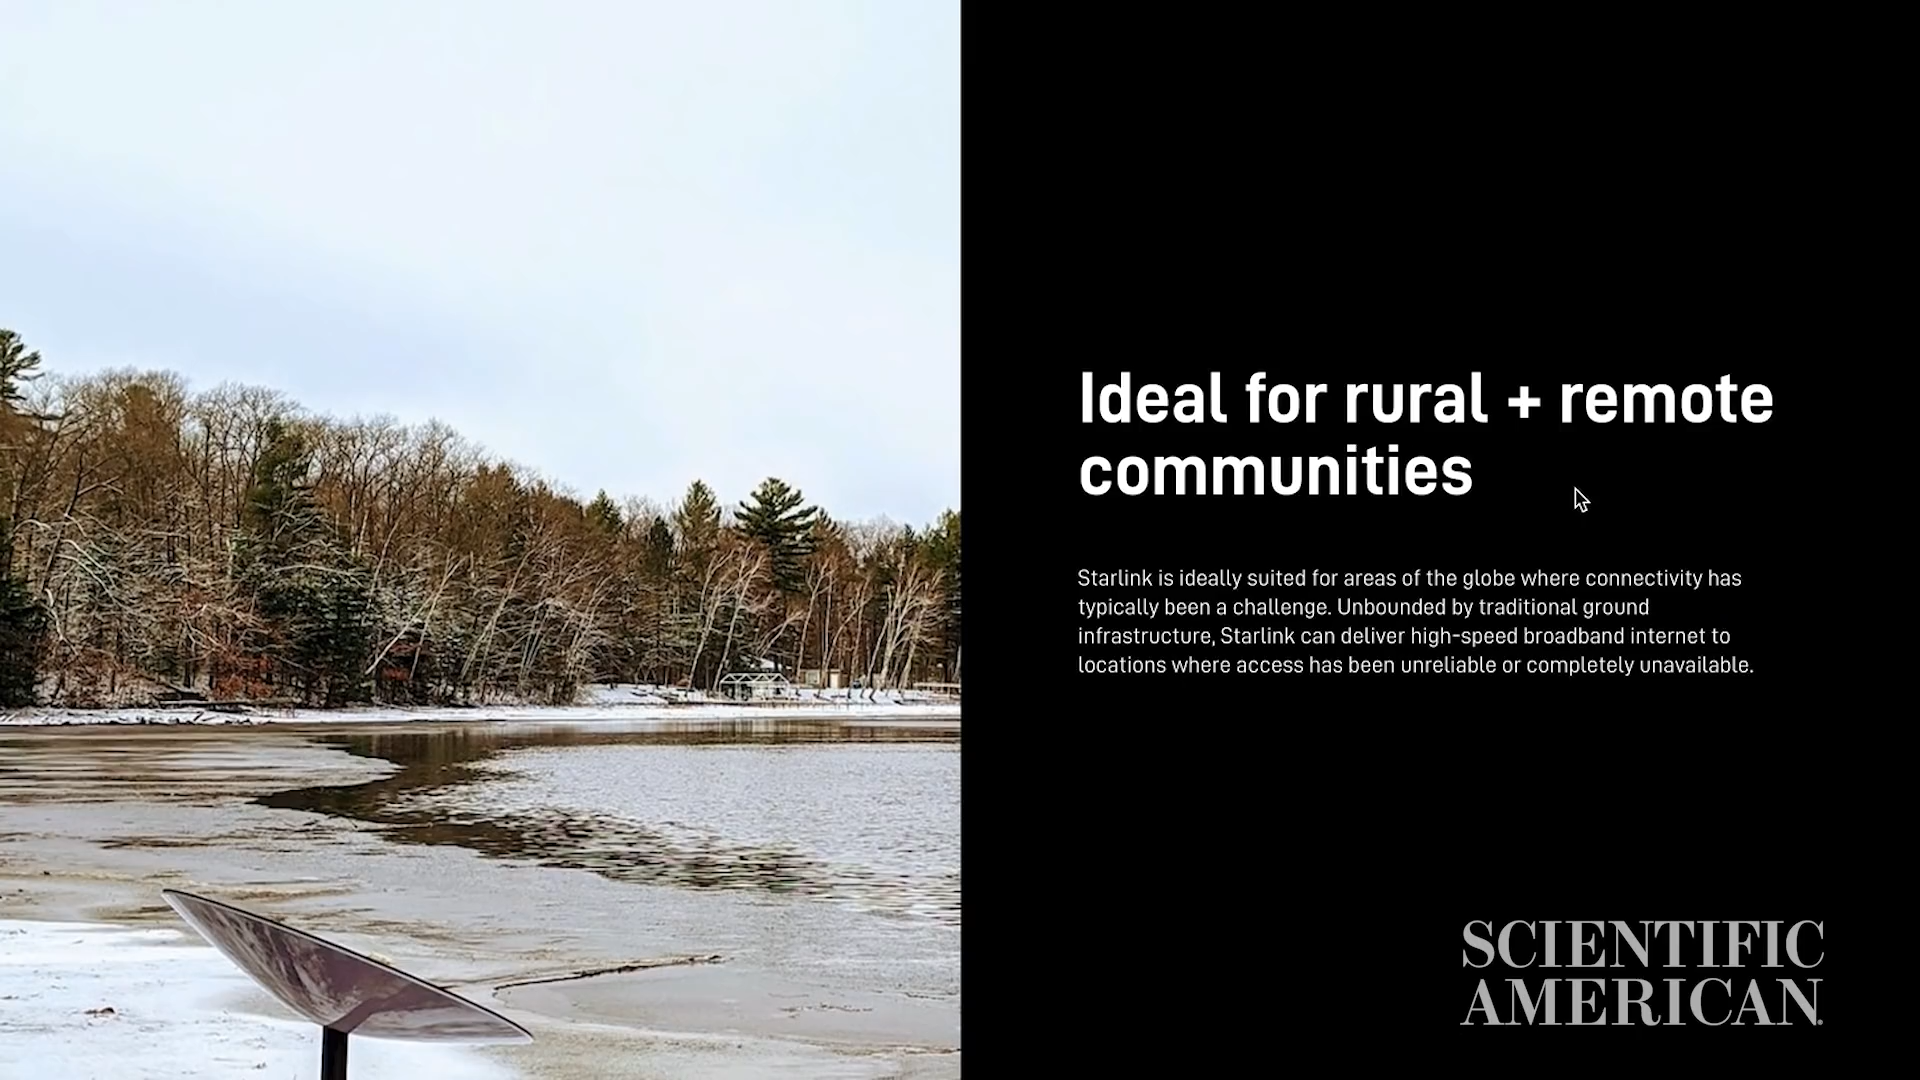 Ideal for rural + remote
communities
Starlink is ideally suited for areas of the globe where connectivity has
typically been a challenge. Unbounded by traditional ground
infrastructure, Starlink can deliver high-speed broadband internet to
locations where access has been unreliable or completely unavailable.
SCIENTIFIC
AMERICAN.